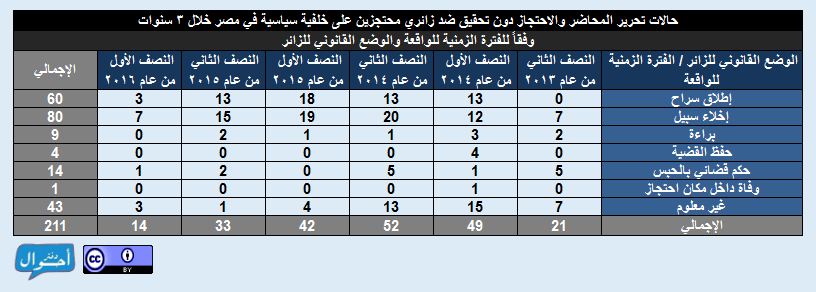 حالات تحرير المحاضر والاحتجاز دون تحقيق ضد زائري محتجزين على خلفية سياسية في مصر خلال ٣ سنوات
وفقاً للفترة الزمنية للواقعة والوضع القانوني للزائر
الوضع القانوني للزائر / الفترة الزمنية للواقعة النصف الثاني من عام ٢٠١٣ النصف الأول من عام ٢٠١٤ النصف الثاني من عام ٢٠١٤ النصف الأول من عام ٢٠١٥ النصف الثاني من عام ٢٠١٥ النصف الأول من عام ٢٠١٦ الإجمالي
إطلاق سراح 0 13 13 18 13 3 60
إخلاء سبيل 7 12 20 19 15 7 80
براءة 2 3 1 1 2 0 9
حفظ القضية 0 4 0 0 0 0 4
حكم قضائي بالحبس 5 1 5 0 2 1 14
وفاة داخل مكان احتجاز 0 1 0 0 0 0 1
غير معلوم 7 15 13 4 1 3 43
الإجمالي 21 49 52 42 33 14 211
دفتر أحوال
cc BY